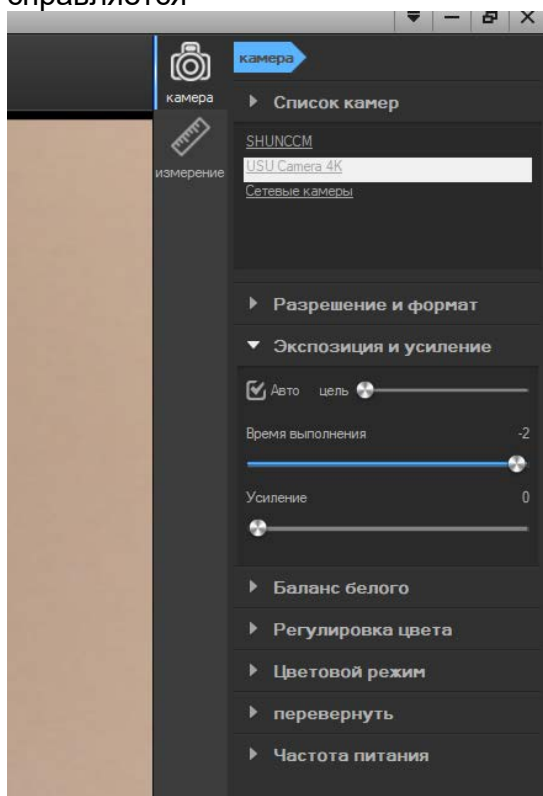 справляется
камера
камера
Список камер
SHUNCCM
измерение
USU Camera 4K
Сетевые камеры
Разрешение и формат
Экспозиция и усиление
Авто цель
Время выполнения -2
Усиление 0
Баланс белого
Регулировка цвета
Цветовой режим
перевернуть
Частота питания